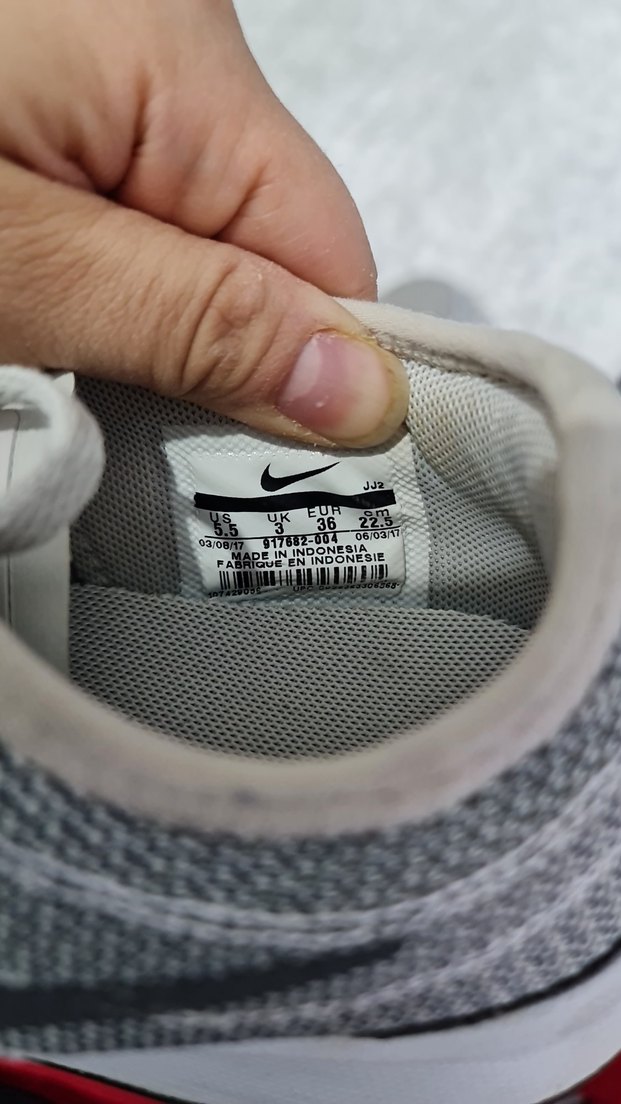 JJ2
US UK EUR cm
5.5 3 36 22.5
03/08/17 917682-004 06/03/17
MADE IN INDONESIA
FABRIQUE EN INDONESIE
UPC